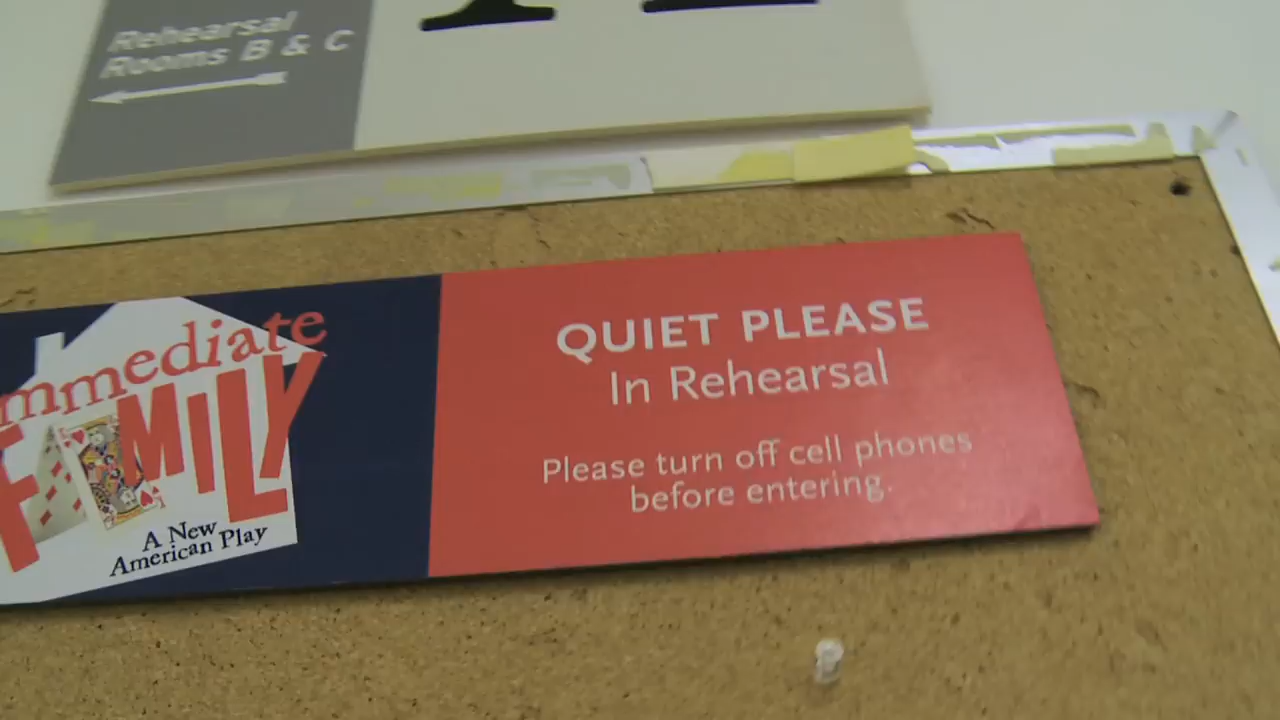 Rehearsal
Rooms B & C
mmediate
FAMILY
A New
American Play
QUIET PLEASE
In Rehearsal
Please turn off cell phones
before entering.